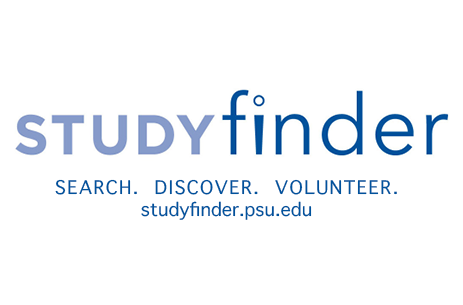 STUDYfinder
SEARCH. DISCOVER. VOLUNTEER.
studyfinder.psu.edu